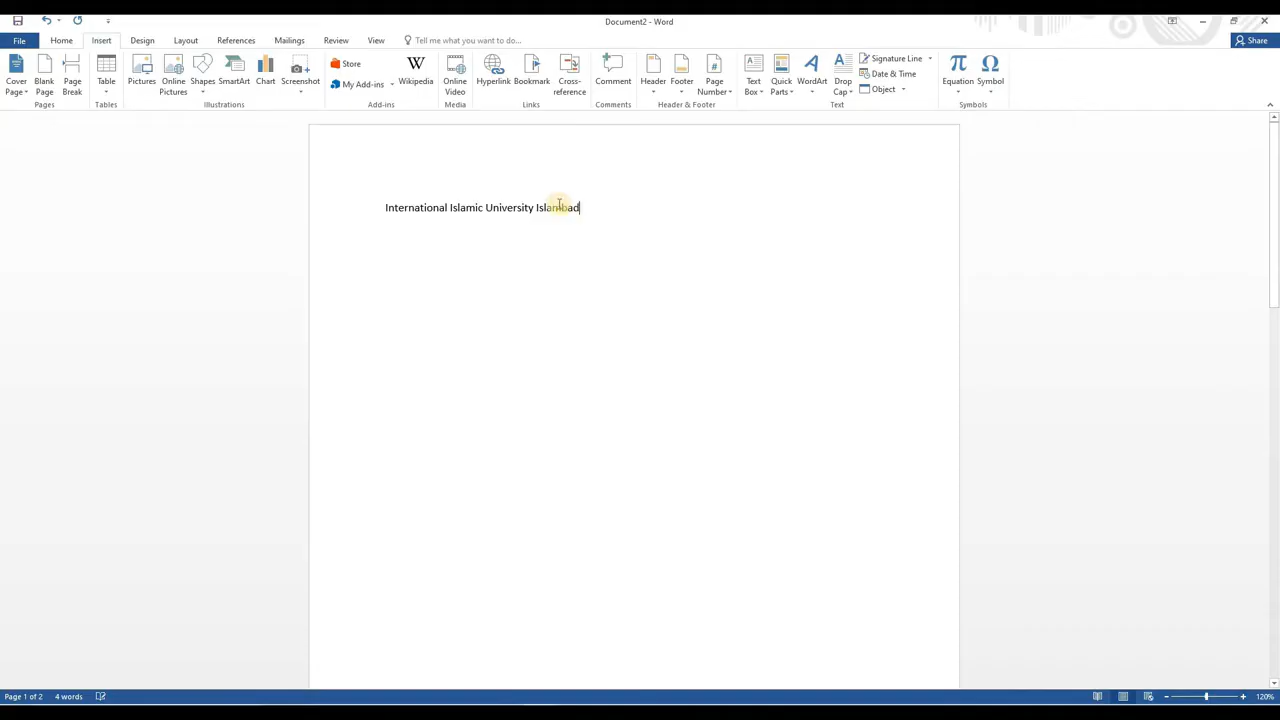 Document2 - Word
File Home Insert Design Layout References Mailings Review View Tell me what you want to do... Share
Cover Page Blank Page Page Break
Table
Pictures Online Pictures Shapes SmartArt Chart Screenshot
Store
My Add-ins
W
Wikipedia
Online Video
Hyperlink Bookmark Cross-reference
Comment
Header Footer Page Number
Text Box Quick Parts WordArt Drop Cap
Signature Line
Date & Time
Object
π Ω
Equation Symbol
Pages Tables Illustrations Add-ins Media Links Comments Header & Footer Text Symbols
International Islamic University Islambad
Page 1 of 2 4 words 120%